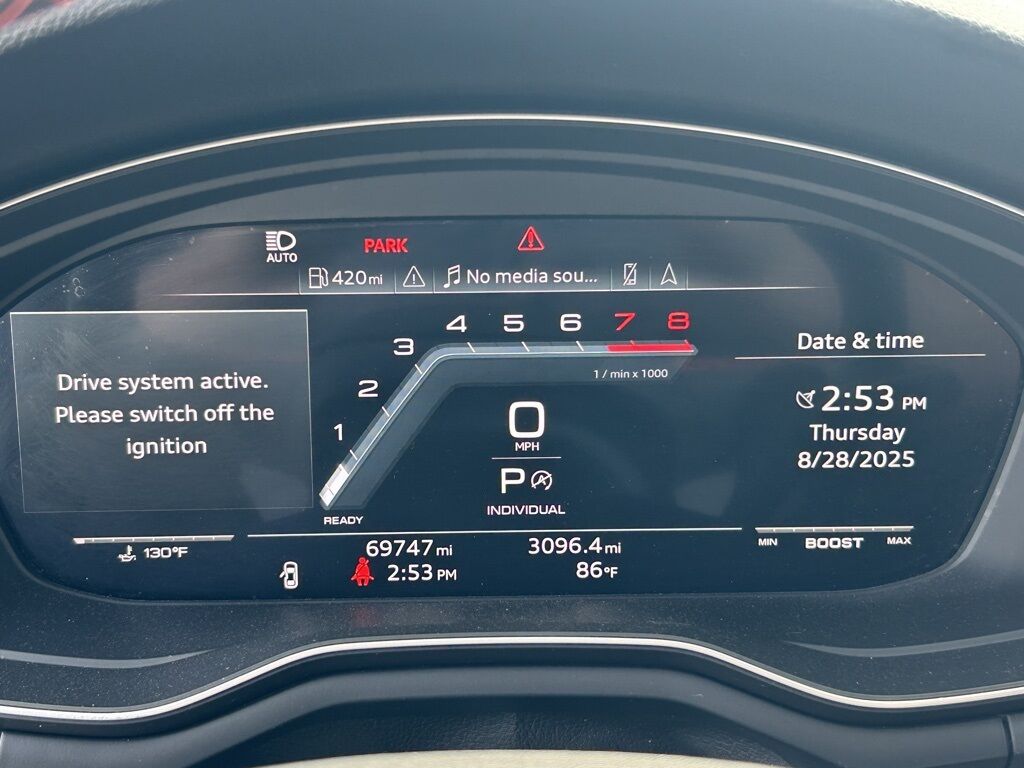 AUTO
PARK
420 mi
No media sou...
Drive system active.
Please switch off the
ignition
1
2
3
4
5
6
7
8
1 / min x 1000
0
MPH
P
A
INDIVIDUAL
READY
Date & time
2:53 PM
Thursday
8/28/2025
130°F
69747 mi
3096.4 mi
2:53 PM
86°F
MIN
BOOST
MAX